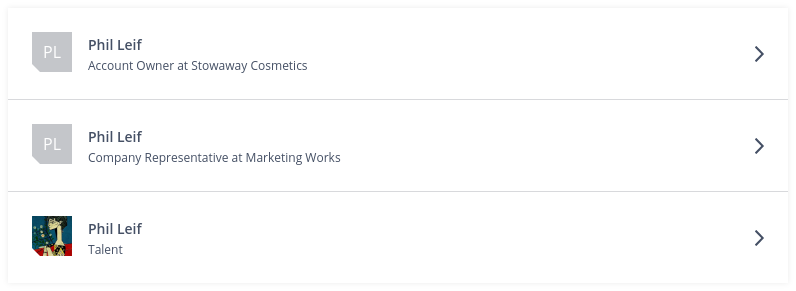 PL
Phil Leif
Account Owner at Stowaway Cosmetics
PL
Phil Leif
Company Representative at Marketing Works
Phil Leif
Talent